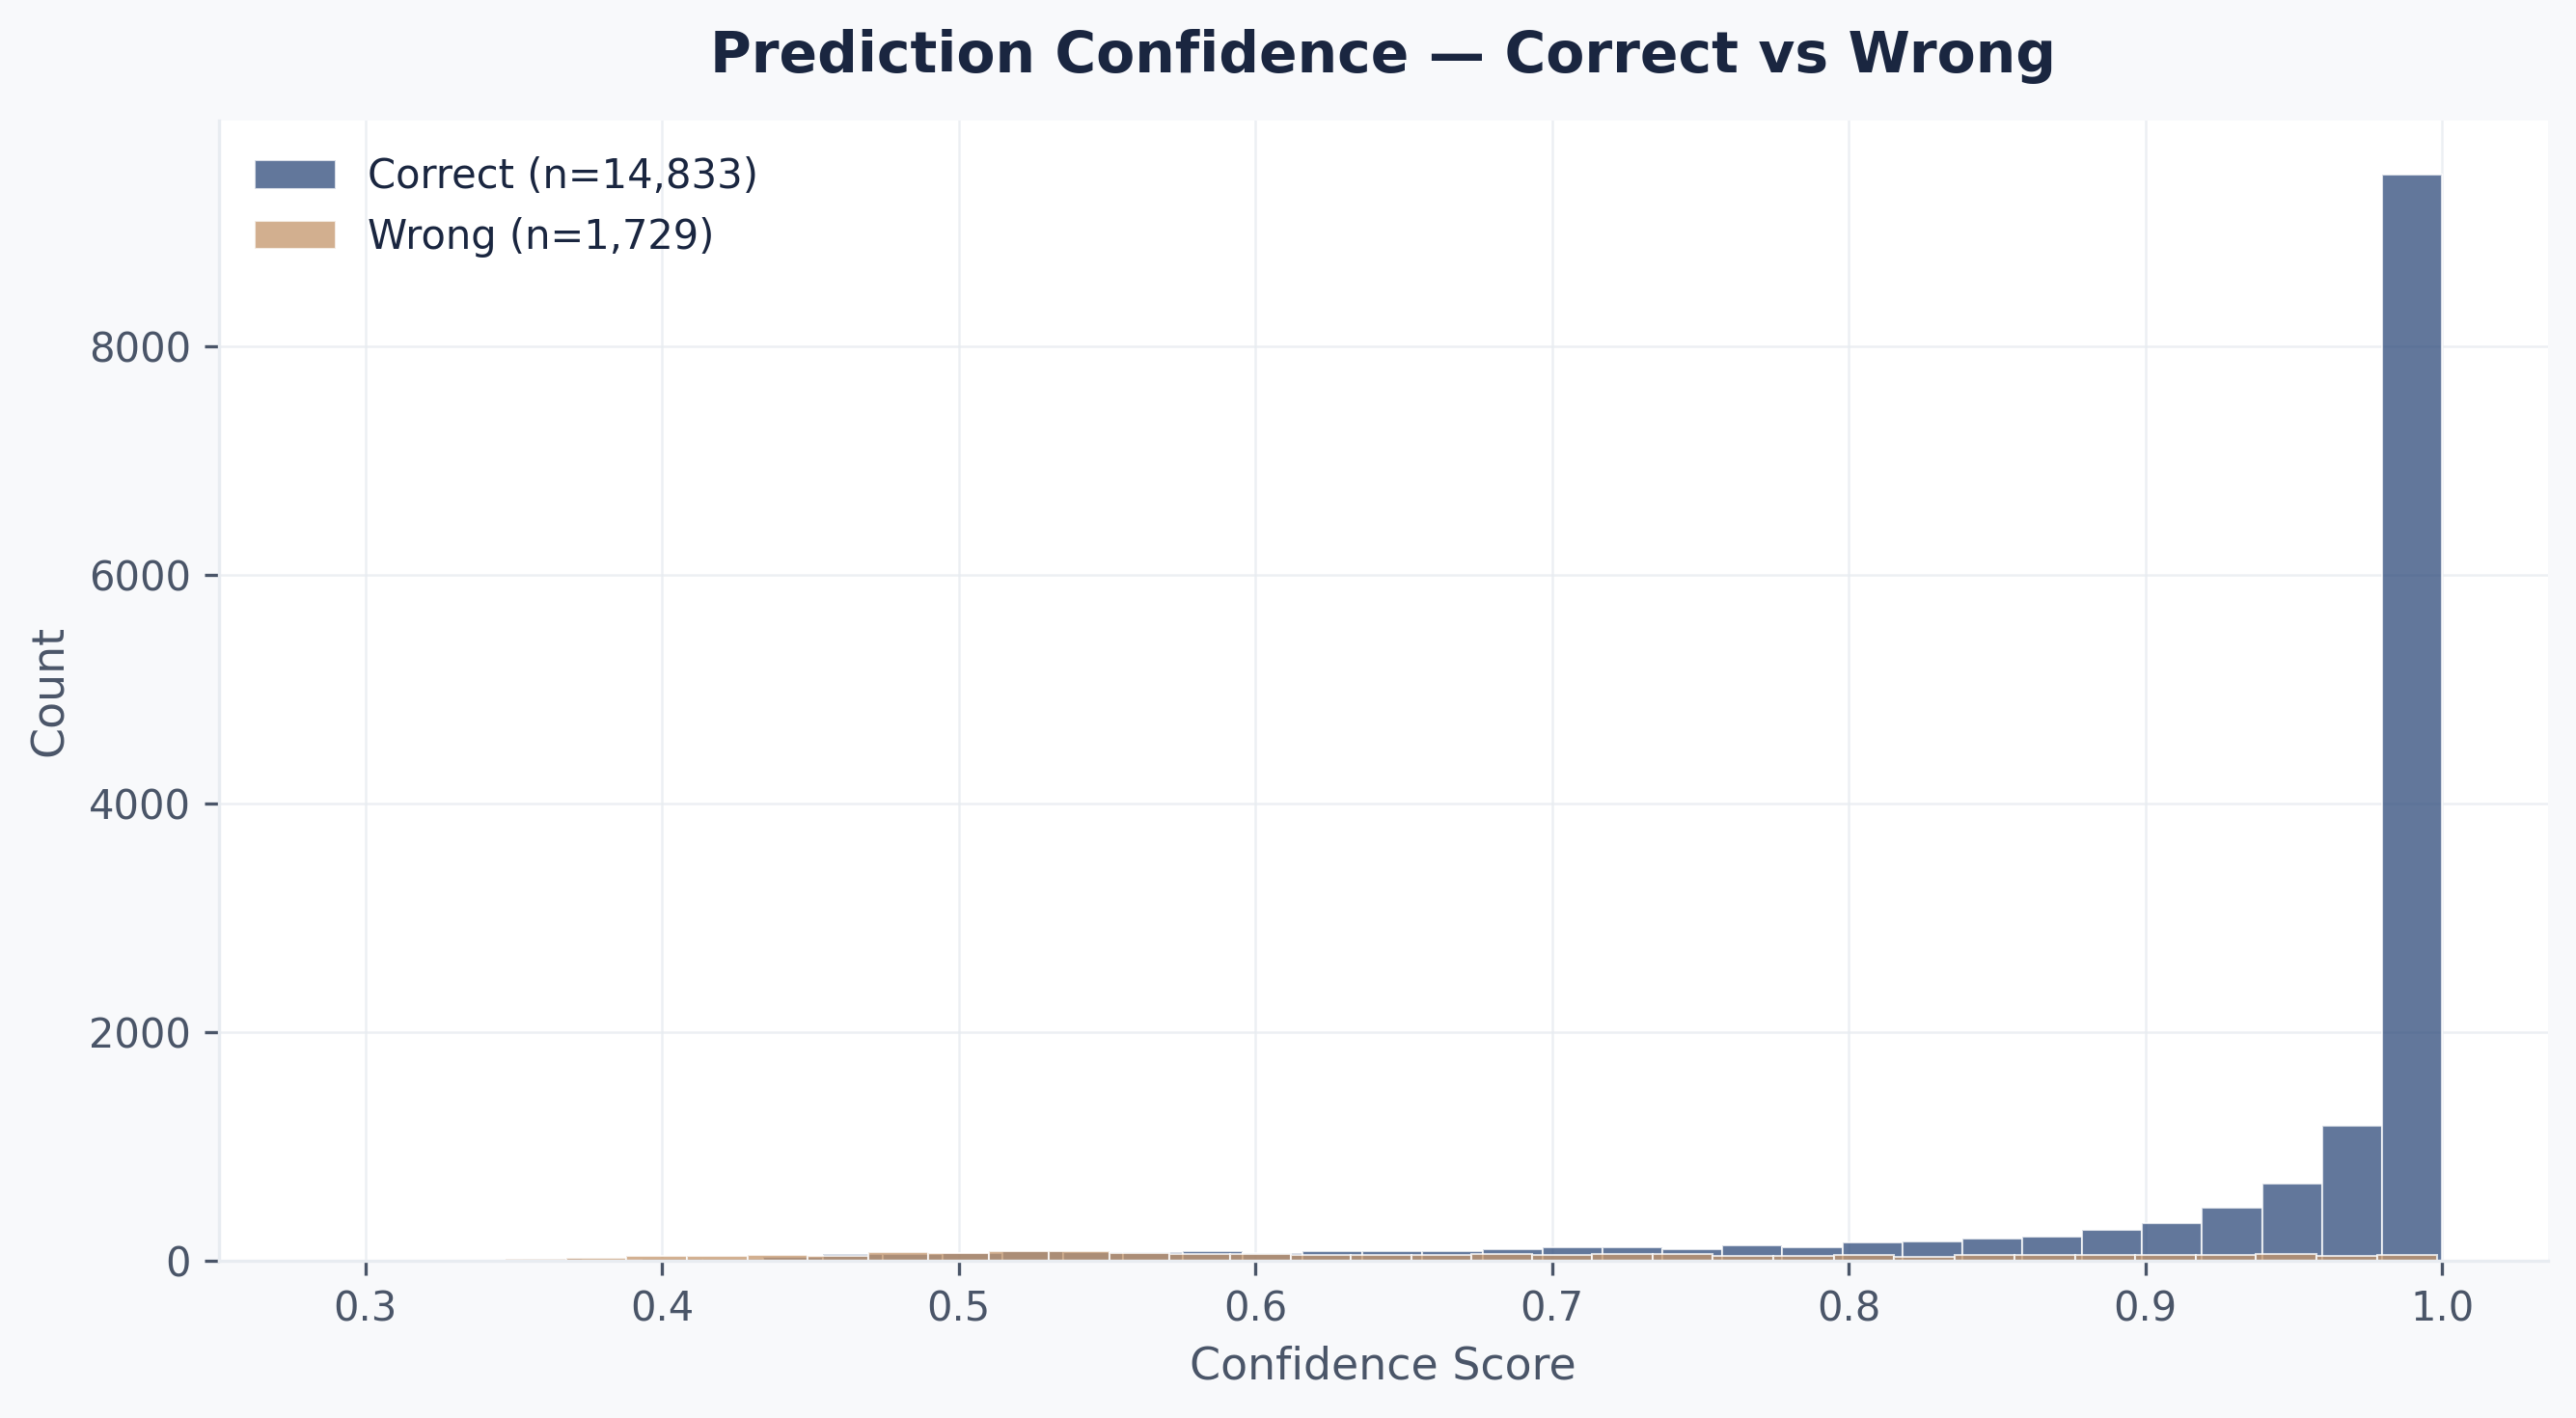 Prediction Confidence — Correct vs Wrong
Correct (n=14,833)
Wrong (n=1,729)
8000
6000
4000
2000
0
Count
0.3 0.4 0.5 0.6 0.7 0.8 0.9 1.0
Confidence Score